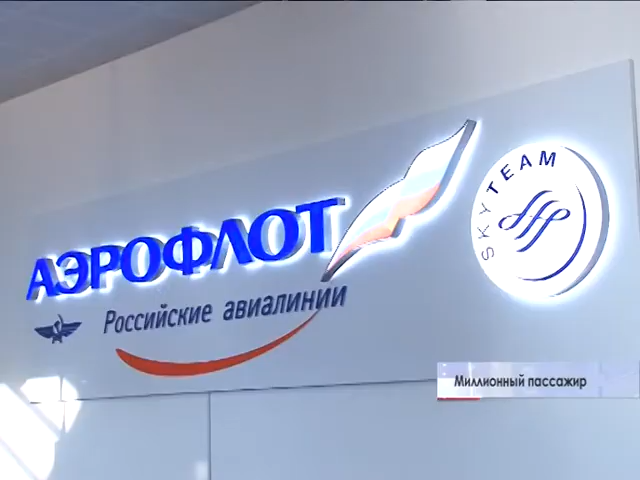 АЭРОФЛОТ
Российские авиалинии
SKYTEAM
Миллионный пассажир